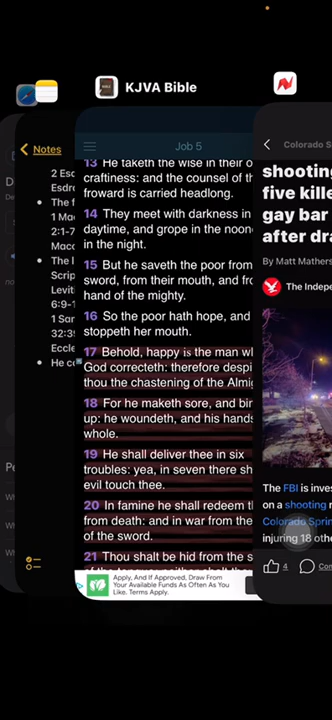 KJVA Bible
Notes
2 Esd
Esdra
• The f
1 Ma
2:1-7
Macc
• The l
Scrip
Levit
6:9-1
1 Sar
32:39
Eccle
• He co
Job 5
13 He taketh the wise in their o
craftiness: and the counsel of th
froward is carried headlong.
14 They meet with darkness in
daytime, and grope in the noon
in the night.
15 But he saveth the poor from
sword, from their mouth, and fro
hand of the mighty.
16 So the poor hath hope, and
stoppeth her mouth.
17 Behold, happy is the man wh
God correcteth: therefore despi
thou the chastening of the Almig
18 For he maketh sore, and bin
up: he woundeth, and his hands
whole.
19 He shall deliver thee in six
troubles: yea, in seven there sh
evil touch thee.
20 In famine he shall redeem th
from death: and in war from the
of the sword.
21 Thou shalt be hid from the s
Apply, And If Approved, Draw From
Your Available Funds As Often As You
Like. Terms Apply.
Colorado S
shooting
five kille
gay bar
after dra
By Matt Mathers
The Indepe
The FBI is inves
on a shooting
Colorado Spring
injuring 18 othe
4
Com